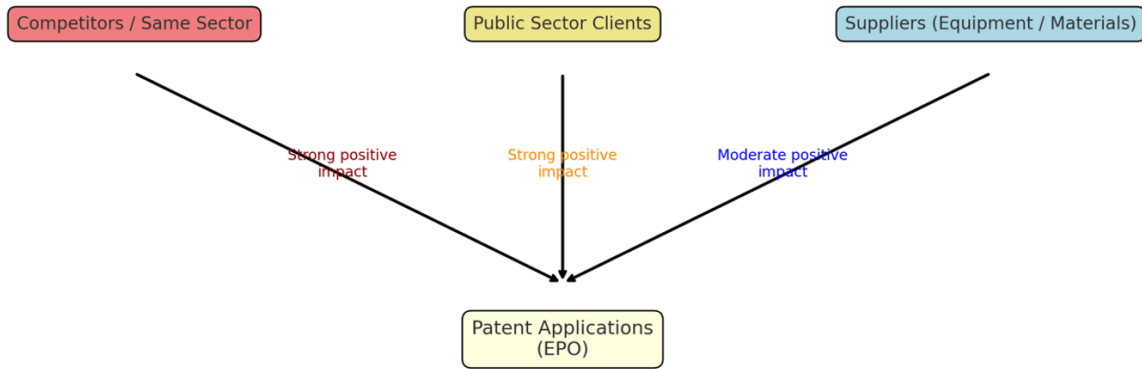 Competitors / Same Sector
Public Sector Clients
Suppliers (Equipment / Materials)
Strong positive
impact
Strong positive
impact
Moderate positive
impact
Patent Applications
(EPO)